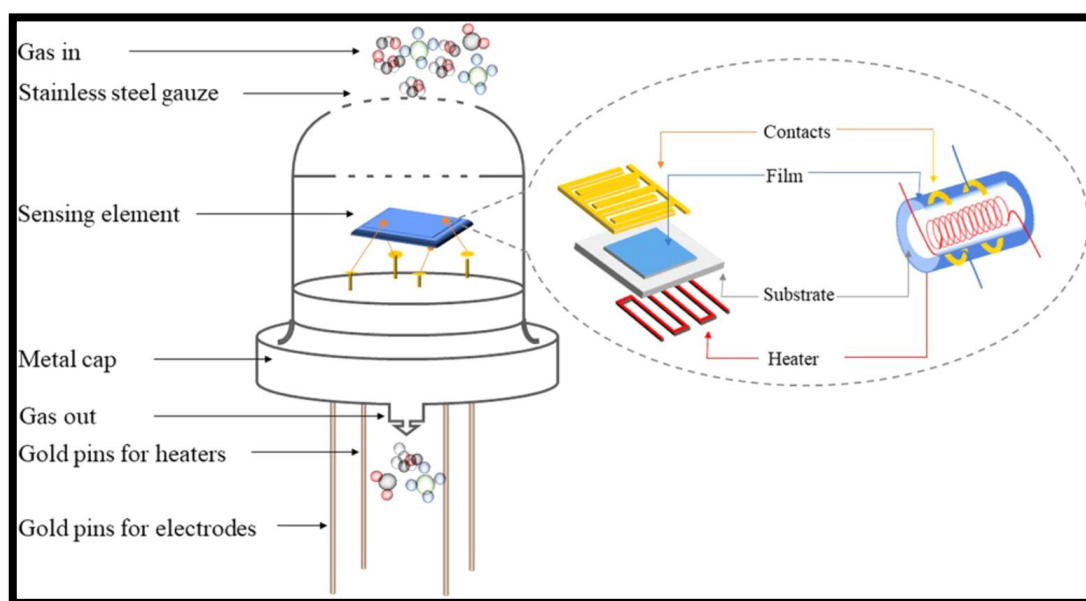 Gas in
Stainless steel gauze
Sensing element
Metal cap
Gas out
Gold pins for heaters
Gold pins for electrodes
Contacts
Film
Substrate
Heater